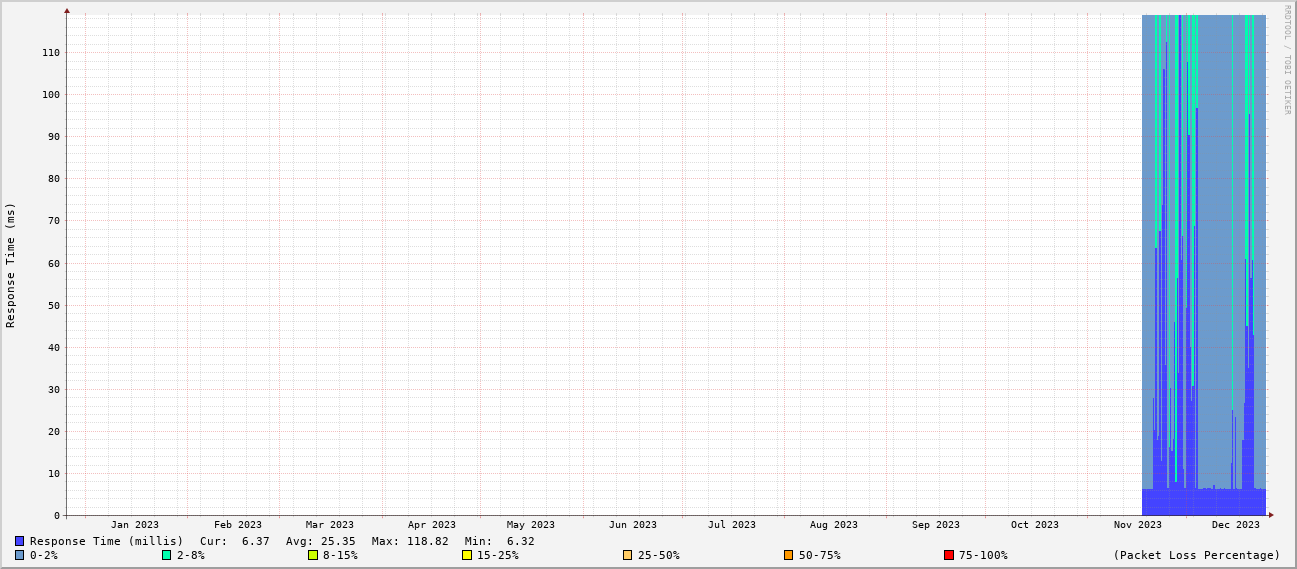 RRDTOOL / TOBI OETIKER
Response Time (ms)
110
100
90
80
70
60
50
40
30
20
10
0
Jan 2023 Feb 2023 Mar 2023 Apr 2023 May 2023 Jun 2023 Jul 2023 Aug 2023 Sep 2023 Oct 2023 Nov 2023 Dec 2023
Response Time (millis) Cur: 6.37 Avg: 25.35 Max: 118.82 Min: 6.32
0-2% 2-8% 8-15% 15-25% 25-50% 50-75% 75-100% (Packet Loss Percentage)